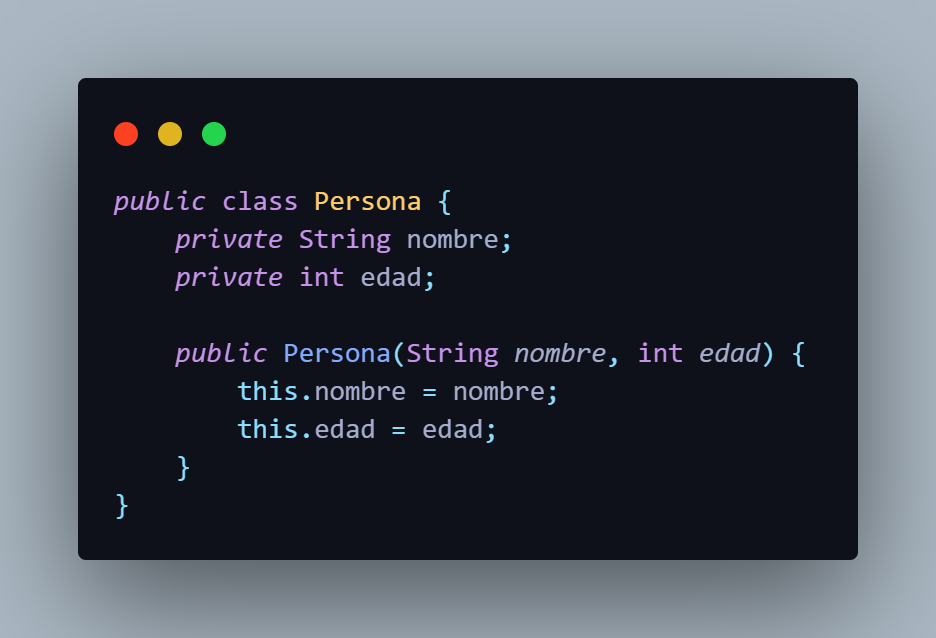 public class Persona {
    private String nombre;
    private int edad;

    public Persona(String nombre, int edad) {
        this.nombre = nombre;
        this.edad = edad;
    }
}